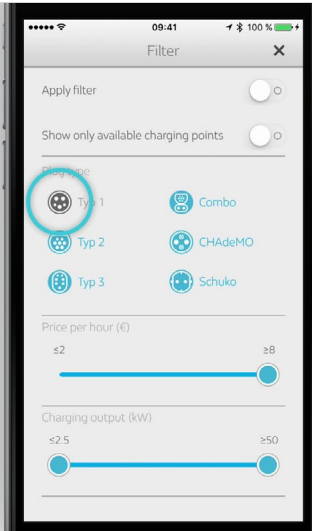 09:41 100 %
Filter
Apply filter
Show only available charging points
Plug type
Typ 1 Combo
Typ 2 CHAdeMO
Typ 3 Schuko
Price per hour (€)
≤2 ≥8
Charging output (kW)
≤2.5 ≥50